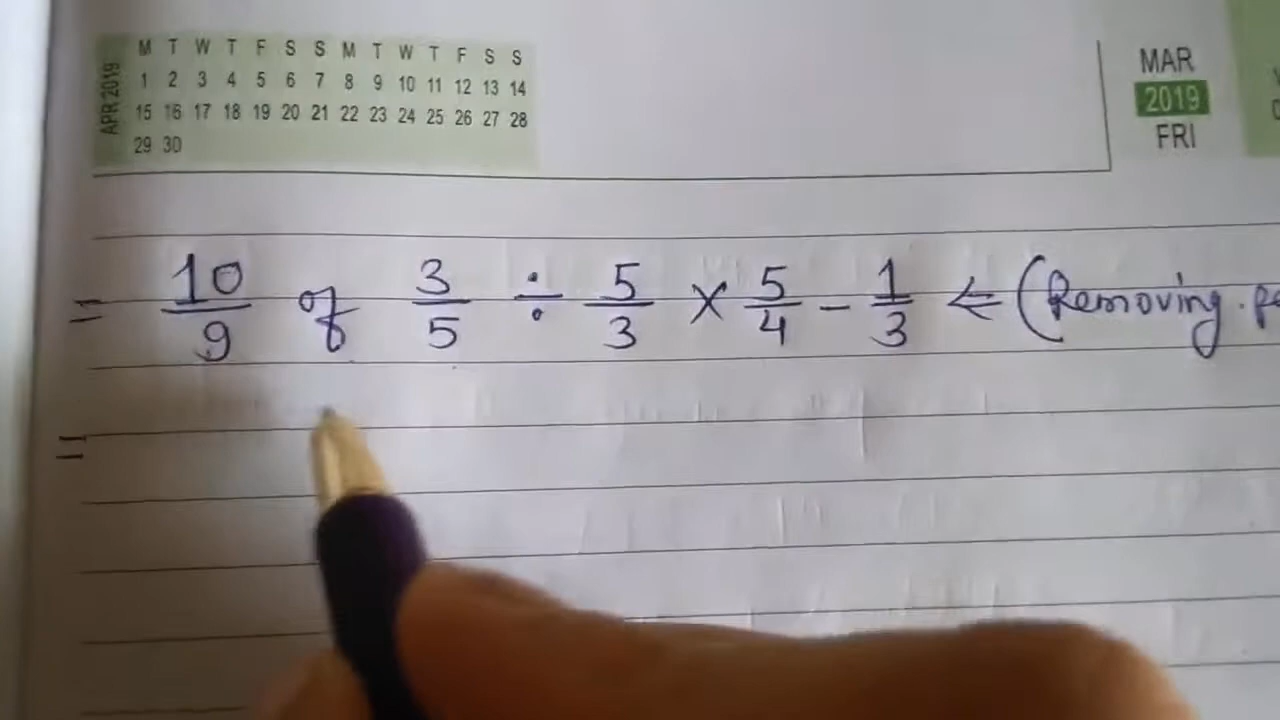 M T W T F S S M T W T F S S
APR 2019
1 2 3 4 5 6 7 8 9 10 11 12 13 14
15 16 17 18 19 20 21 22 23 24 25 26 27 28
29 30
MAR
2019
FRI
= 10/9 of 3/5 ÷ 5/3 × 5/4 - 1/3 ⇐ (Removing
=